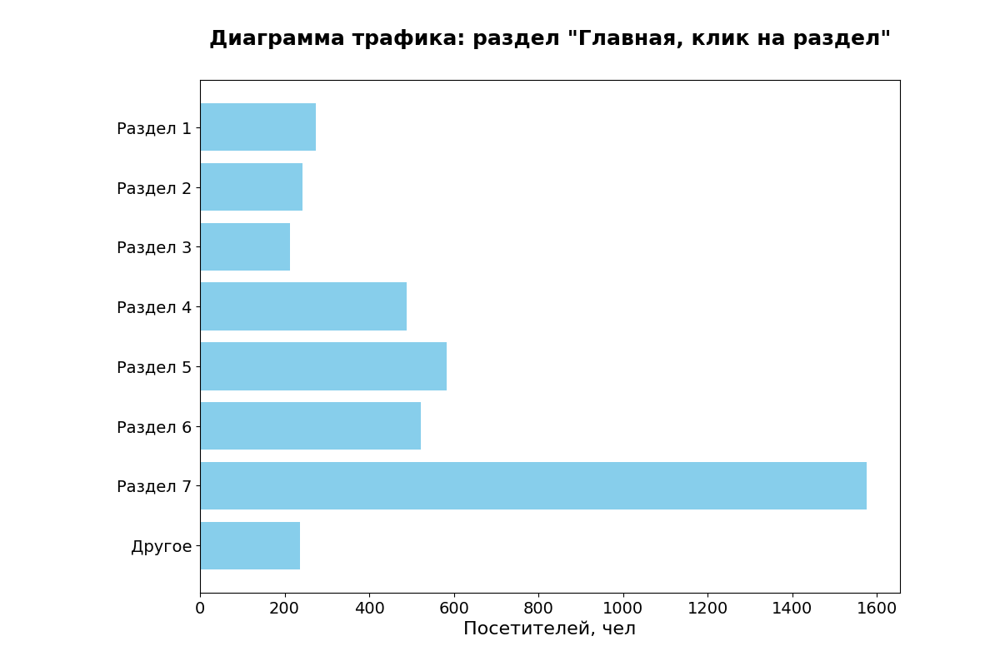 Диаграмма трафика: раздел "Главная, клик на раздел"
Раздел 1
Раздел 2
Раздел 3
Раздел 4
Раздел 5
Раздел 6
Раздел 7
Другое
0 200 400 600 800 1000 1200 1400 1600
Посетителей, чел